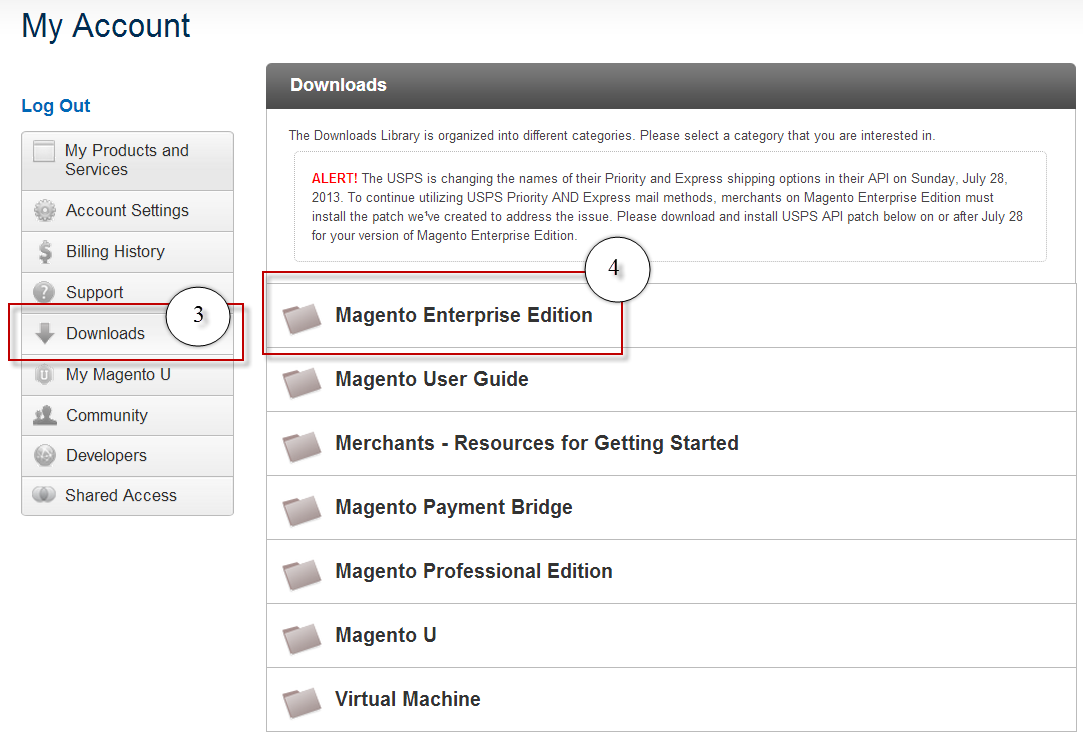 My Account
Log Out
My Products and
Services
Account Settings
Billing History
Support
3
Downloads
My Magento U
Community
Developers
Shared Access
Downloads
The Downloads Library is organized into different categories. Please select a category that you are interested in.
ALERT! The USPS is changing the names of their Priority and Express shipping options in their API on Sunday, July 28,
2013. To continue utilizing USPS Priority AND Express mail methods, merchants on Magento Enterprise Edition must
install the patch we've created to address the issue. Please download and install USPS API patch below on or after July 28
for your version of Magento Enterprise Edition.
4
Magento Enterprise Edition
Magento User Guide
Merchants - Resources for Getting Started
Magento Payment Bridge
Magento Professional Edition
Magento U
Virtual Machine